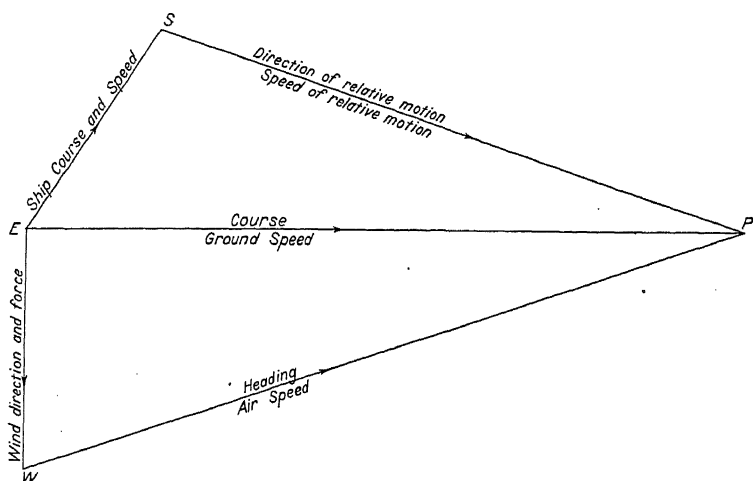 S
Direction of relative motion
Speed of relative motion
Ship Course and Speed
E
Course
Ground Speed
P
Wind direction and force
Heading
Air Speed
W